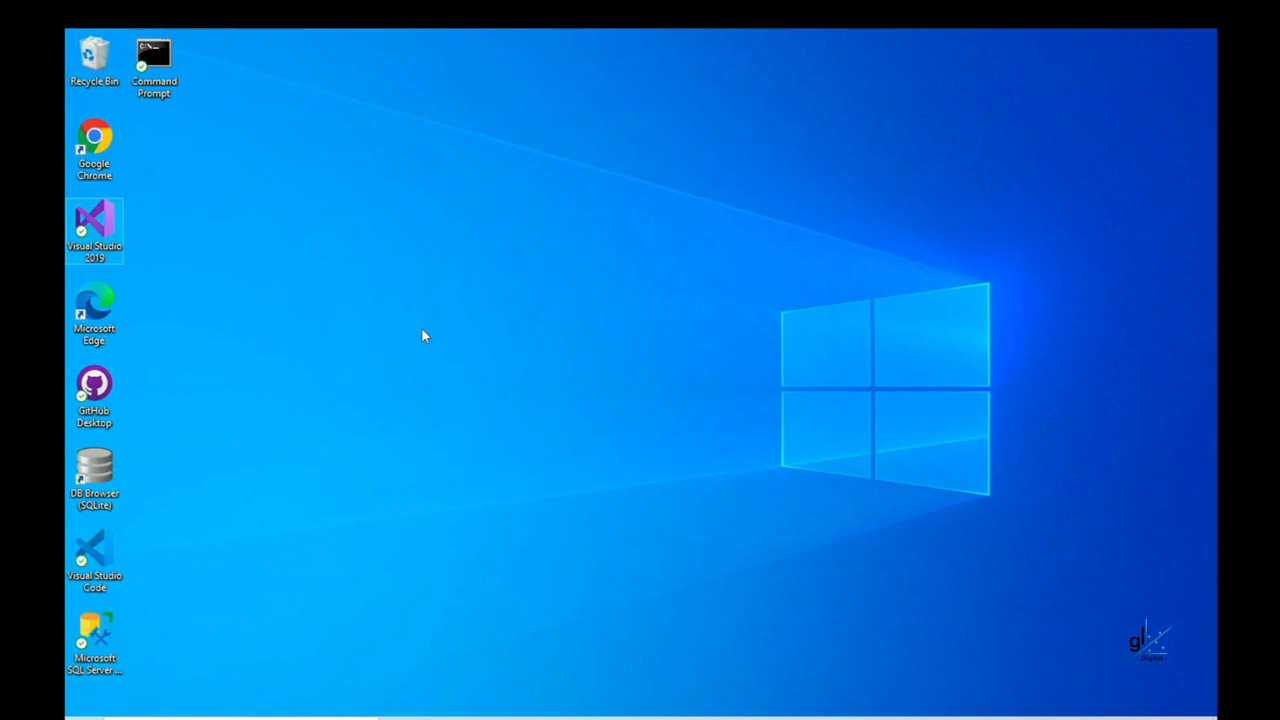 Recycle Bin
Command
Prompt
C:\_
Google
Chrome
Visual Studio
2019
Microsoft
Edge
GitHub
Desktop
DB Browser
(SQLite)
Visual Studio
Code
Microsoft
SQL Server ...
gl
Digital